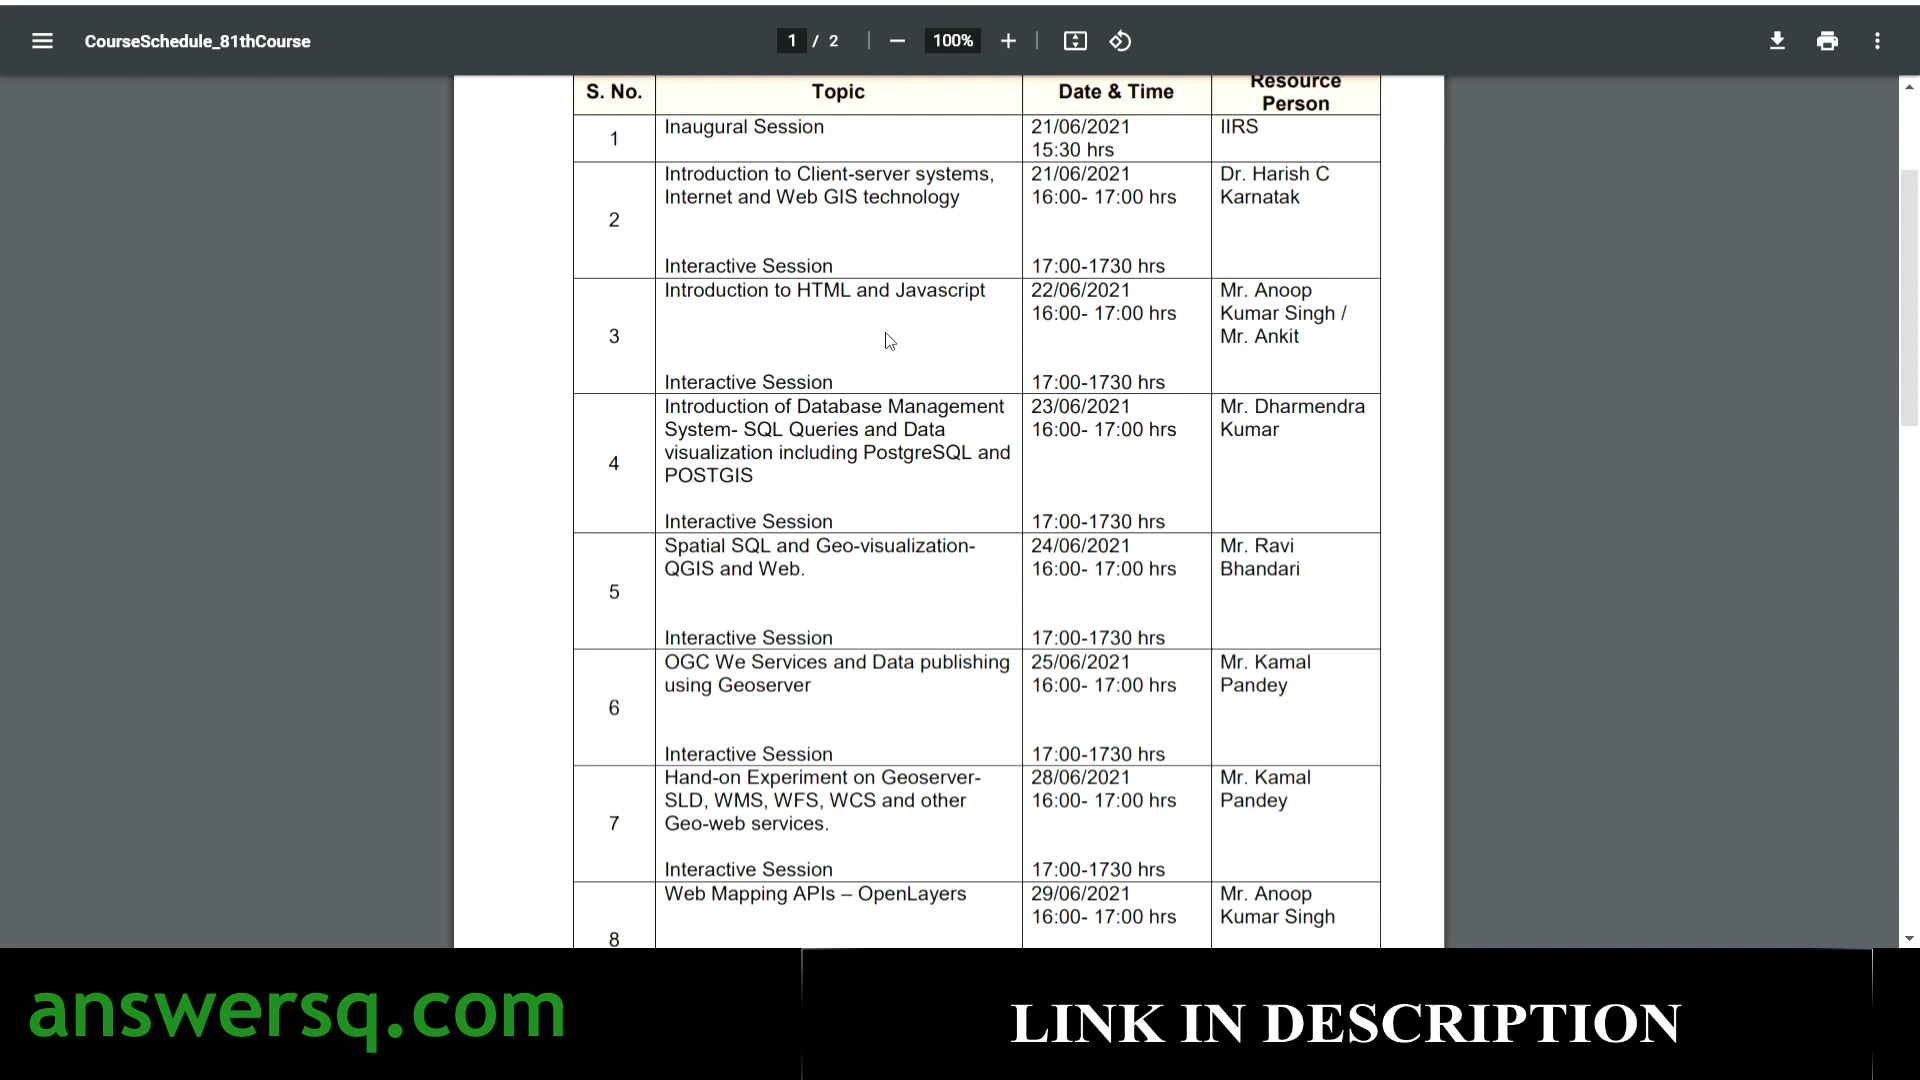 CourseSchedule_81thCourse
1 / 2
100%
S. No. Topic Date & Time Resource Person
1 Inaugural Session 21/06/2021 IIRS
15:30 hrs
Introduction to Client-server systems, 21/06/2021 Dr. Harish C
Internet and Web GIS technology 16:00- 17:00 hrs Karnatak
2
Interactive Session 17:00-1730 hrs
Introduction to HTML and Javascript 22/06/2021 Mr. Anoop
16:00- 17:00 hrs Kumar Singh /
3 Mr. Ankit
Interactive Session 17:00-1730 hrs
Introduction of Database Management 23/06/2021 Mr. Dharmendra
System- SQL Queries and Data 16:00- 17:00 hrs Kumar
visualization including PostgreSQL and
4
POSTGIS
Interactive Session 17:00-1730 hrs
Spatial SQL and Geo-visualization- 24/06/2021 Mr. Ravi
QGIS and Web. 16:00- 17:00 hrs Bhandari
5
Interactive Session 17:00-1730 hrs
OGC We Services and Data publishing 25/06/2021 Mr. Kamal
using Geoserver 16:00- 17:00 hrs Pandey
6
Interactive Session 17:00-1730 hrs
Hand-on Experiment on Geoserver- 28/06/2021 Mr. Kamal
SLD, WMS, WFS, WCS and other 16:00- 17:00 hrs Pandey
7 Geo-web services.
Interactive Session 17:00-1730 hrs
Web Mapping APIs – OpenLayers 29/06/2021 Mr. Anoop
16:00- 17:00 hrs Kumar Singh
8
answersq.com
LINK IN DESCRIPTION